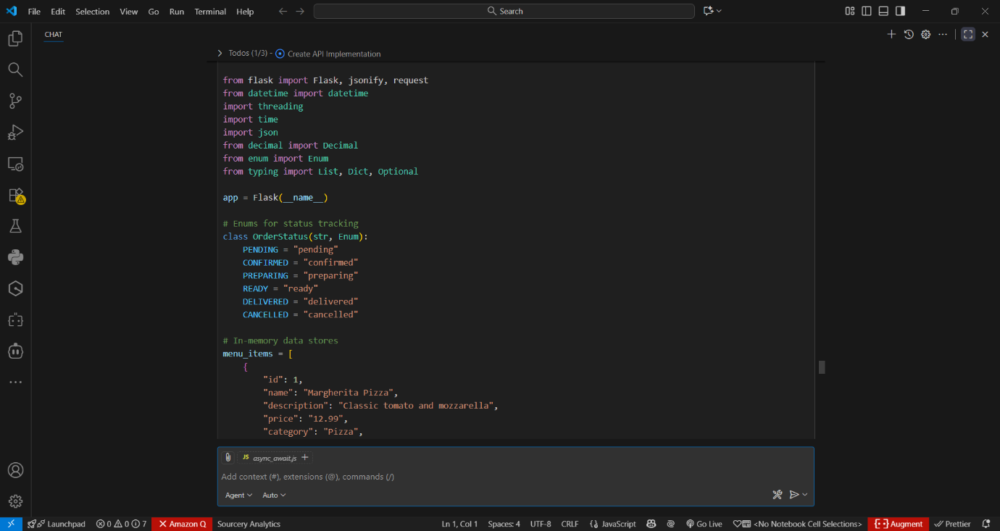 File Edit Selection View Go Run Terminal Help Search
CHAT
Todos (1/3) - Create API Implementation
from flask import Flask, jsonify, request
from datetime import datetime
import threading
import time
import json
from decimal import Decimal
from enum import Enum
from typing import List, Dict, Optional
app = Flask(__name__)
# Enums for status tracking
class OrderStatus(str, Enum):
    PENDING = "pending"
    CONFIRMED = "confirmed"
    PREPARING = "preparing"
    READY = "ready"
    DELIVERED = "delivered"
    CANCELLED = "cancelled"
# In-memory data stores
menu_items = [
    {
        "id": 1,
        "name": "Margherita Pizza",
        "description": "Classic tomato and mozzarella",
        "price": "12.99",
        "category": "Pizza",
JS async_await.js +
Add context (#), extensions (@), commands (/)
Agent Auto
Launchpad 0 0 7 Amazon Q Sourcery Analytics Ln 1, Col 1 Spaces: 4 UTF-8 CRLF JavaScript Go Live <No Notebook Cell Selections> Augment Prettier